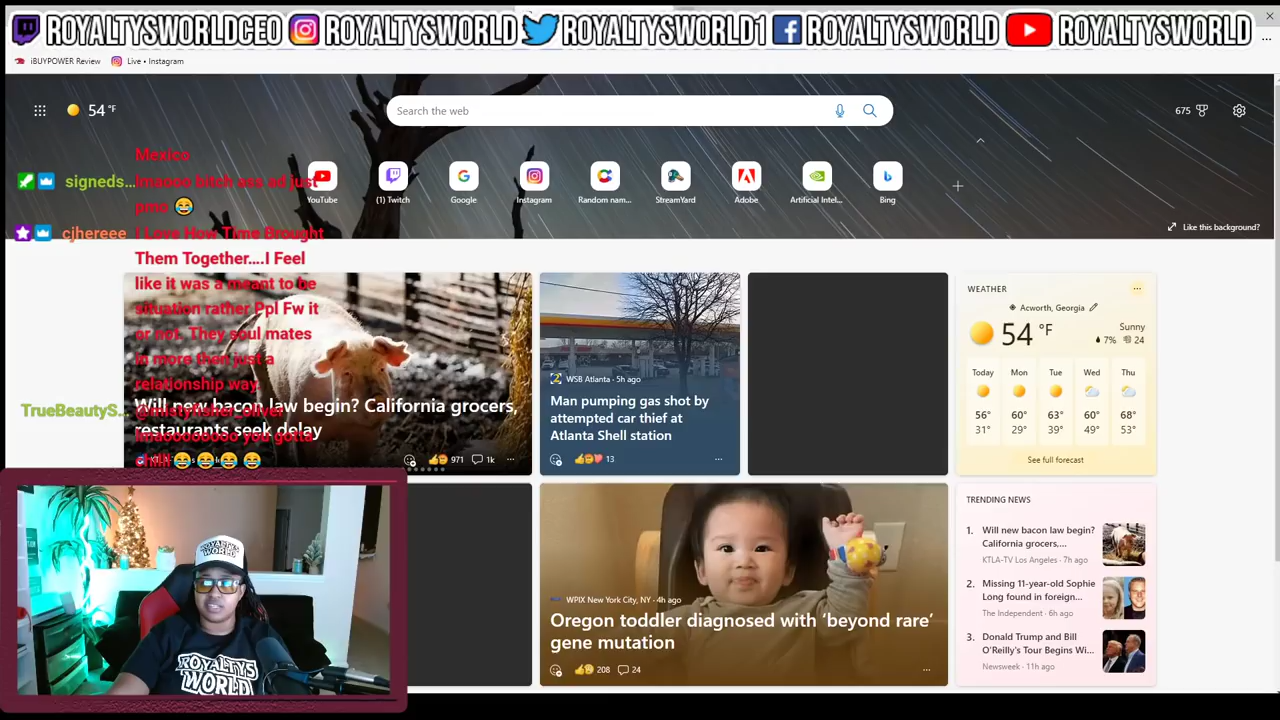 ROYALTYSWORLDCEO ROYALTYSWORLD ROYALTYSWORLD1 ROYALTYSWORLD ROYALTYSWORLD
iBUYPOWER Review Live • Instagram
54 °F
Search the web
675
YouTube (1) Twitch Google Instagram Random nam... StreamYard Adobe Artificial Intel... Bing
Like this background?
Mexico
signeds... lmaooo bitch ass ad just
pmo 😂
cjhereee I Love How Time Brought
Them Together....I Feel
like it was a meant to be
situation rather Ppl Fw it
or not. They soul mates
in more then just a
relationship way
TrueBeautyS... @mistyfisher_oliver
lmaoooooooo you gotta
chill😂😂😂😂
Will new bacon law begin? California grocers,
restaurants seek delay
971 1k
WSB Atlanta · 5h ago
Man pumping gas shot by
attempted car thief at
Atlanta Shell station
13
WEATHER
Acworth, Georgia
54 °F
Sunny
7% 24
Today Mon Tue Wed Thu
56° 60° 63° 60° 68°
31° 29° 39° 49° 53°
See full forecast
WPIX New York City, NY · 4h ago
Oregon toddler diagnosed with ‘beyond rare’
gene mutation
208 24
TRENDING NEWS
1. Will new bacon law begin?
California grocers,...
KTLA-TV Los Angeles · 7h ago
2. Missing 11-year-old Sophie
Long found in foreign...
The Independent · 6h ago
3. Donald Trump and Bill
O'Reilly's Tour Begins Wi...
Newsweek · 11h ago
ROYALTYS
WORLD
ROYALTYS
WORLD